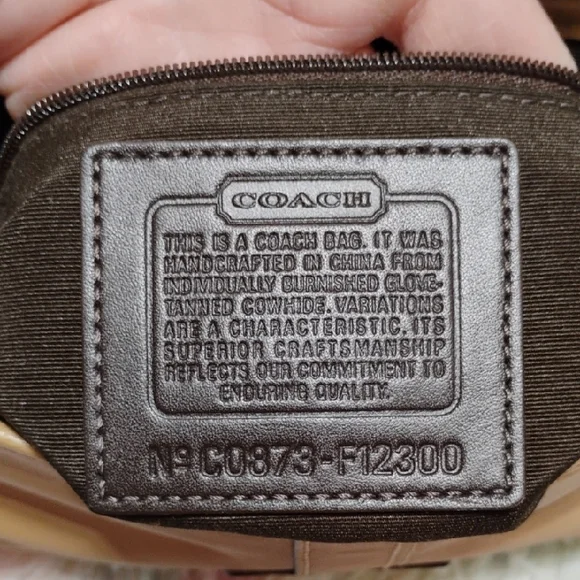 COACH
THIS IS A COACH BAG. IT WAS
HANDCRAFTED IN CHINA FROM
INDIVIDUALLY BURNISHED GLOVE-
TANNED COWHIDE. VARIATIONS
ARE A CHARACTERISTIC. ITS
SUPERIOR CRAFTSMANSHIP
REFLECTS OUR COMMITMENT TO
ENDURING QUALITY.
Nº C0873-F12300